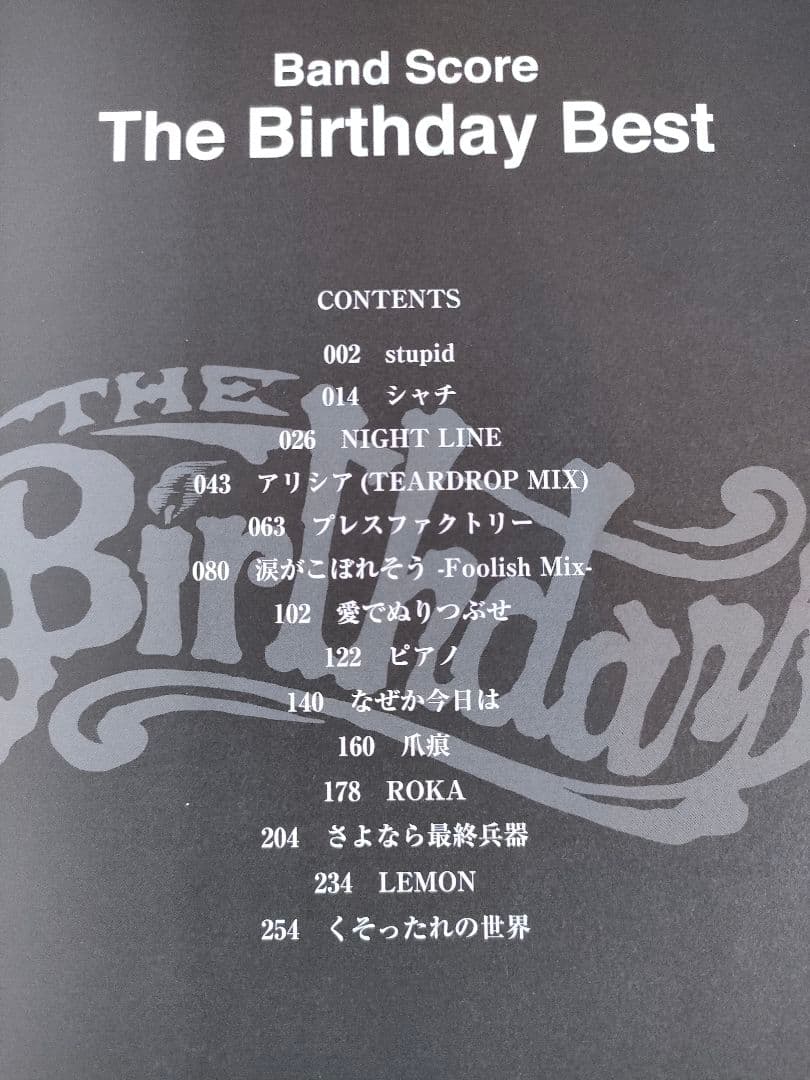 Band Score
The Birthday Best
CONTENTS
002 stupid
014 シャチ
026 NIGHT LINE
043 アリシア (TEARDROP MIX)
063 プレスファクトリー
080 涙がこぼれそう -Foolish Mix-
102 愛でぬりつぶせ
122 ピアノ
140 なぜか今日は
160 爪痕
178 ROKA
204 さよなら最終兵器
234 LEMON
254 くそったれの世界
THE
Birthday